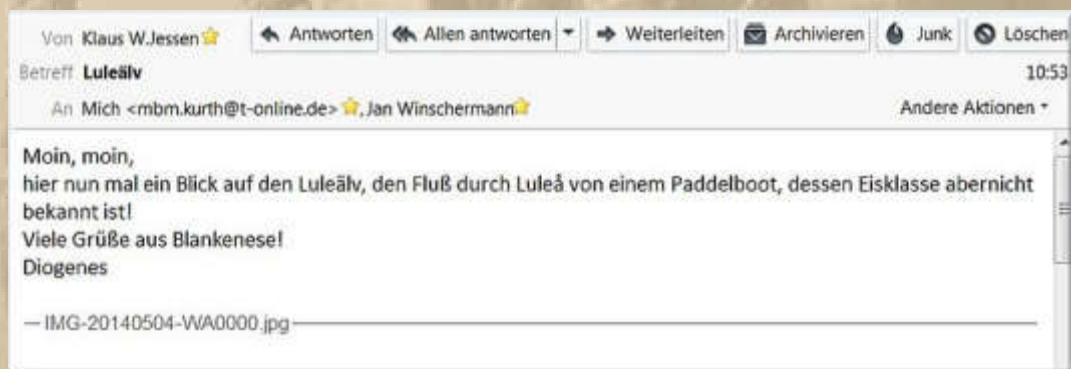 Von Klaus W.Jessen Antworten Allen antworten Weiterleiten Archivieren Junk Löschen
Betreff Luleälv 10:53
An Mich <mbm.kurth@t-online.de>, Jan Winschermann Andere Aktionen
Moin, moin,
hier nun mal ein Blick auf den Luleälv, den Fluß durch Luleå von einem Paddelboot, dessen Eisklasse abernicht
bekannt ist!
Viele Grüße aus Blankenese!
Diogenes
IMG-20140504-WA0000.jpg